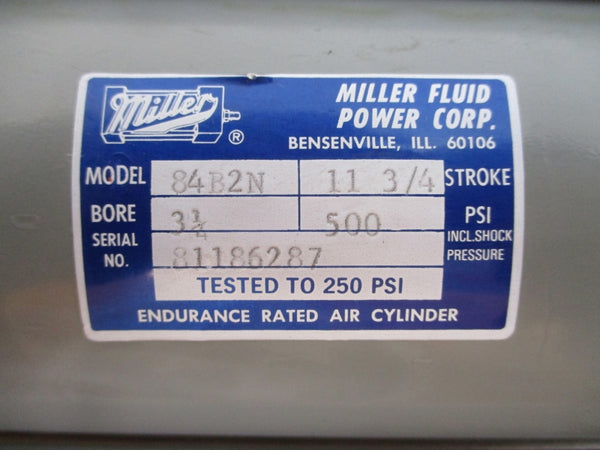 Miller ®
MILLER FLUID
POWER CORP.
BENSENVILLE, ILL. 60106
MODEL 84B2N 11 3/4 STROKE
BORE 3¼ 500 PSI
INCL.SHOCK
PRESSURE
SERIAL
NO. 81186287
TESTED TO 250 PSI
ENDURANCE RATED AIR CYLINDER